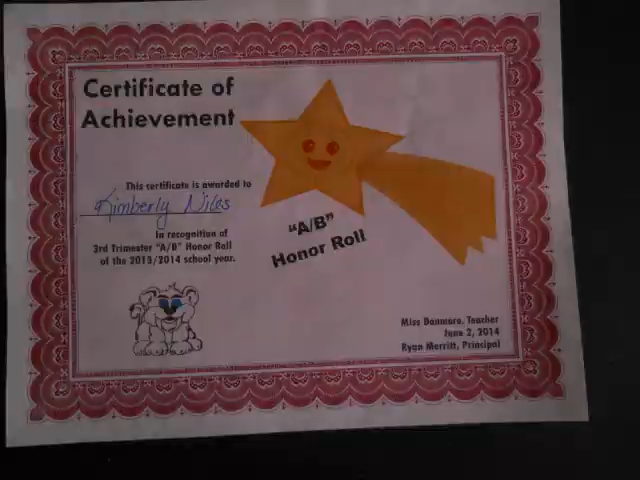 Certificate of
Achievement
This certificate is awarded to
Kimberly Niles
In recognition of
3rd Trimester "A/B" Honor Roll
of the 2013/2014 school year.
"A/B"
Honor Roll
Miss Danmoro, Teacher
June 2, 2014
Ryan Merritt, Principal